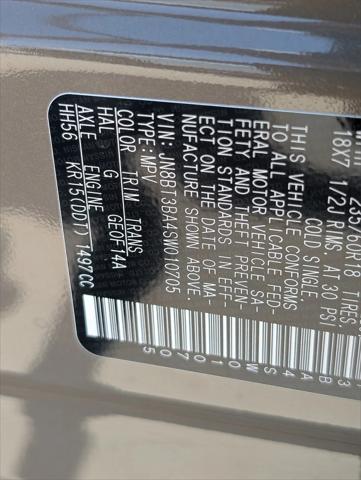 235/60R18 TIRES,
18X7 1/2J RIMS, AT 30 PSI
COLD SINGLE.
THIS VEHICLE CONFORMS
TO ALL APPLICABLE FED-
ERAL MOTOR VEHICLE SA-
FETY AND THEFT PREVEN-
TION STANDARDS IN EFF-
ECT ON THE DATE OF MA-
NUFACTURE SHOWN ABOVE.
VIN:JN8BT3BA4SW010705
TYPE:MPV
COLOR TRIM TRANS
HAL G GE0F14A
AXLE ENGINE
HH56 KR15(DDT) 1497CC
3BA4SW010705